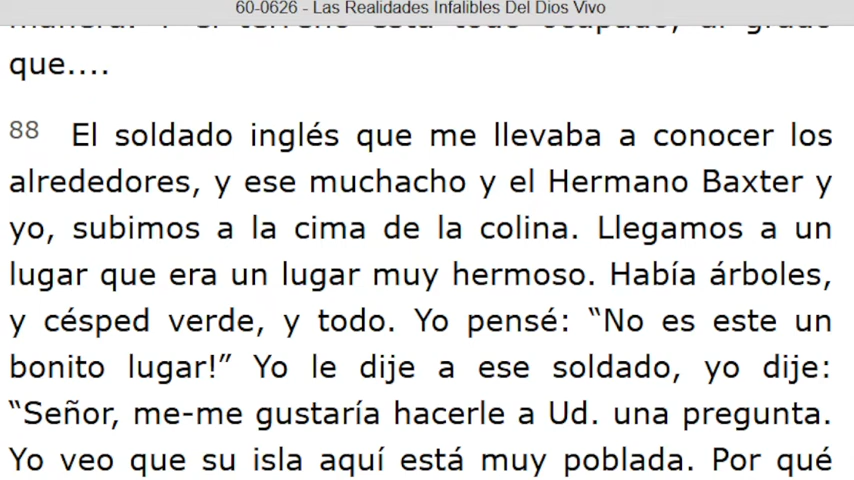 60-0626 - Las Realidades Infalibles Del Dios Vivo
que....
88 El soldado inglés que me llevaba a conocer los
alrededores, y ese muchacho y el Hermano Baxter y
yo, subimos a la cima de la colina. Llegamos a un
lugar que era un lugar muy hermoso. Había árboles,
y césped verde, y todo. Yo pensé: “No es este un
bonito lugar!” Yo le dije a ese soldado, yo dije:
“Señor, me-me gustaría hacerle a Ud. una pregunta.
Yo veo que su isla aquí está muy poblada. Por qué